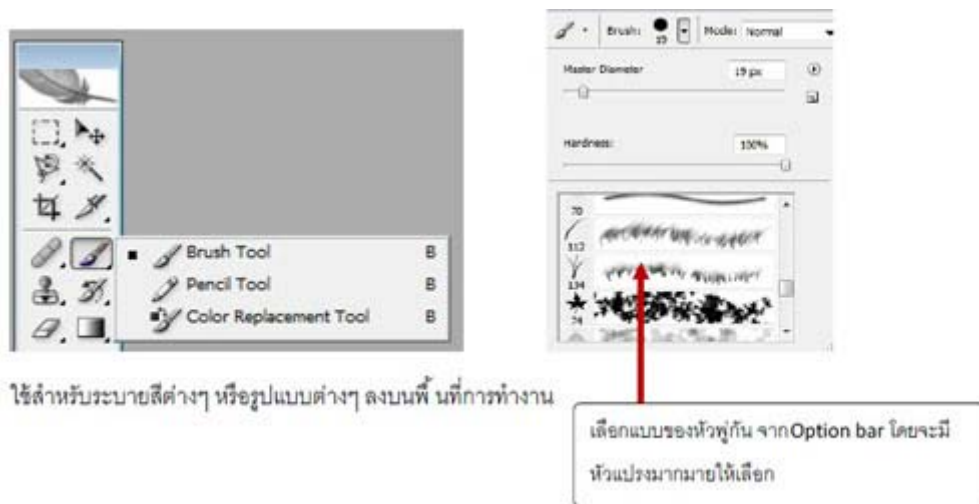 Brush: 19 Mode: Normal
Master Diameter 19 px
Hardness: 100%
70
112
134
74
Brush Tool B
Pencil Tool B
Color Replacement Tool B
ใช้สำหรับระบายสีต่างๆ หรือรูปแบบต่างๆ ลงบนพื้ นที่การทำงาน
เลือกแบบของหัวพู่กัน จากOption bar โดยจะมี
หัวแปรงมากมายให้เลือก